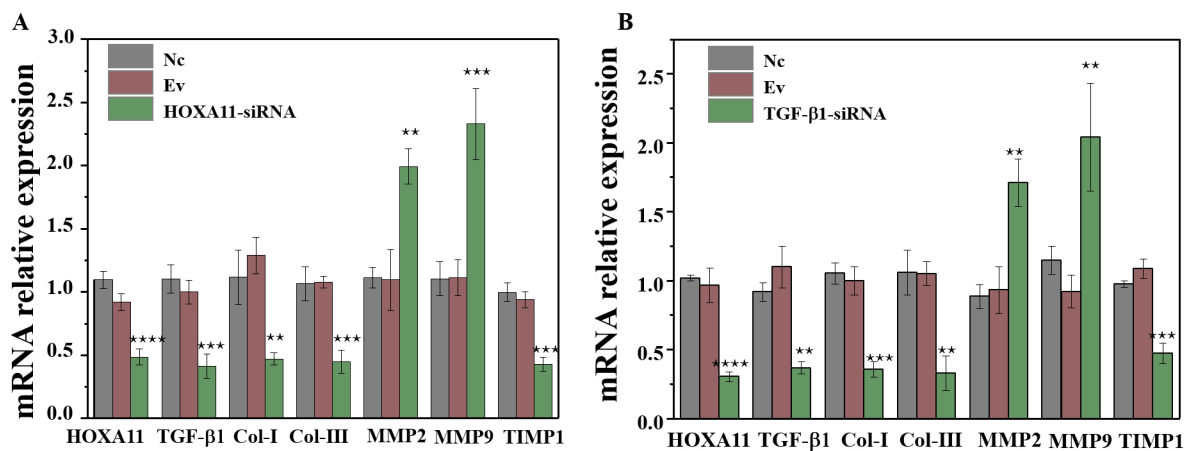 A
mRNA relative expression
3.0
2.5
2.0
1.5
1.0
0.5
0.0
Nc
Ev
HOXA11-siRNA
★★★★
★★★
★★
★★★
★★
★★★
★★★
HOXA11 TGF-β1 Col-I Col-III MMP2 MMP9 TIMP1
B
mRNA relative expression
2.5
2.0
1.5
1.0
0.5
0.0
Nc
Ev
TGF-β1-siRNA
★★★★
★★
★★★
★★
★★
★★
★★★
HOXA11 TGF-β1 Col-I Col-III MMP2 MMP9 TIMP1